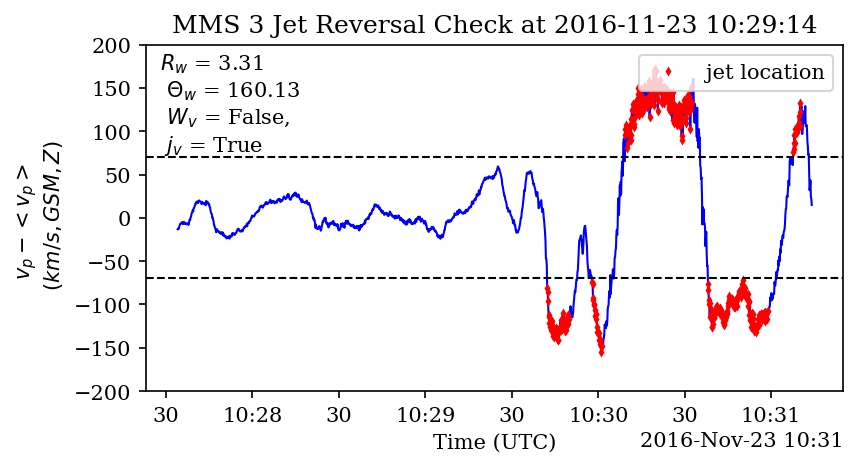 MMS 3 Jet Reversal Check at 2016-11-23 10:29:14
R_w = 3.31
Θ_w = 160.13
W_v = False,
j_v = True
jet location
v_p − <v_p>
(km/s, GSM, Z)
200
150
100
50
0
−50
−100
−150
−200
30 10:28 30 10:29 30 10:30 30 10:31
Time (UTC)
2016-Nov-23 10:31